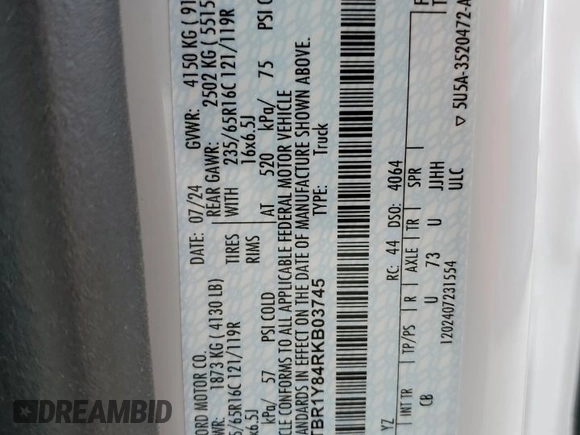 ORD MOTOR CO. DATE: 07/24 GVWR: 4150 KG (91
1873 KG (4130 LB) REAR GAWR: 2502 KG (5515
65R16C 121/119R TIRES WITH 235/65R16C 121/119R
16x6.5J RIMS 16x6.5J
kPa/ 57 PSI COLD AT 520 kPa/ 75 PSI C
ICLE CONFORMS TO ALL APPLICABLE FEDERAL MOTOR VEHICLE
ANDARDS IN EFFECT ON THE DATE OF MANUFACTURE SHOWN ABOVE.
TBR1Y84RKB03745 TYPE: Truck
YZ RC: 44 DSO: 4064
INT TR TP/PS R AXLE TR SPR
CB U 73 U JJHH
1202407231554 ULC
5U5A-3520472-A
DREAMBID